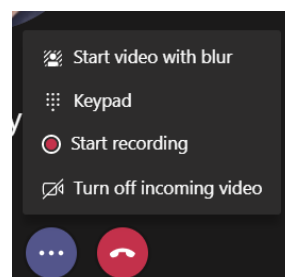 Start video with blur
Keypad
Start recording
Turn off incoming video